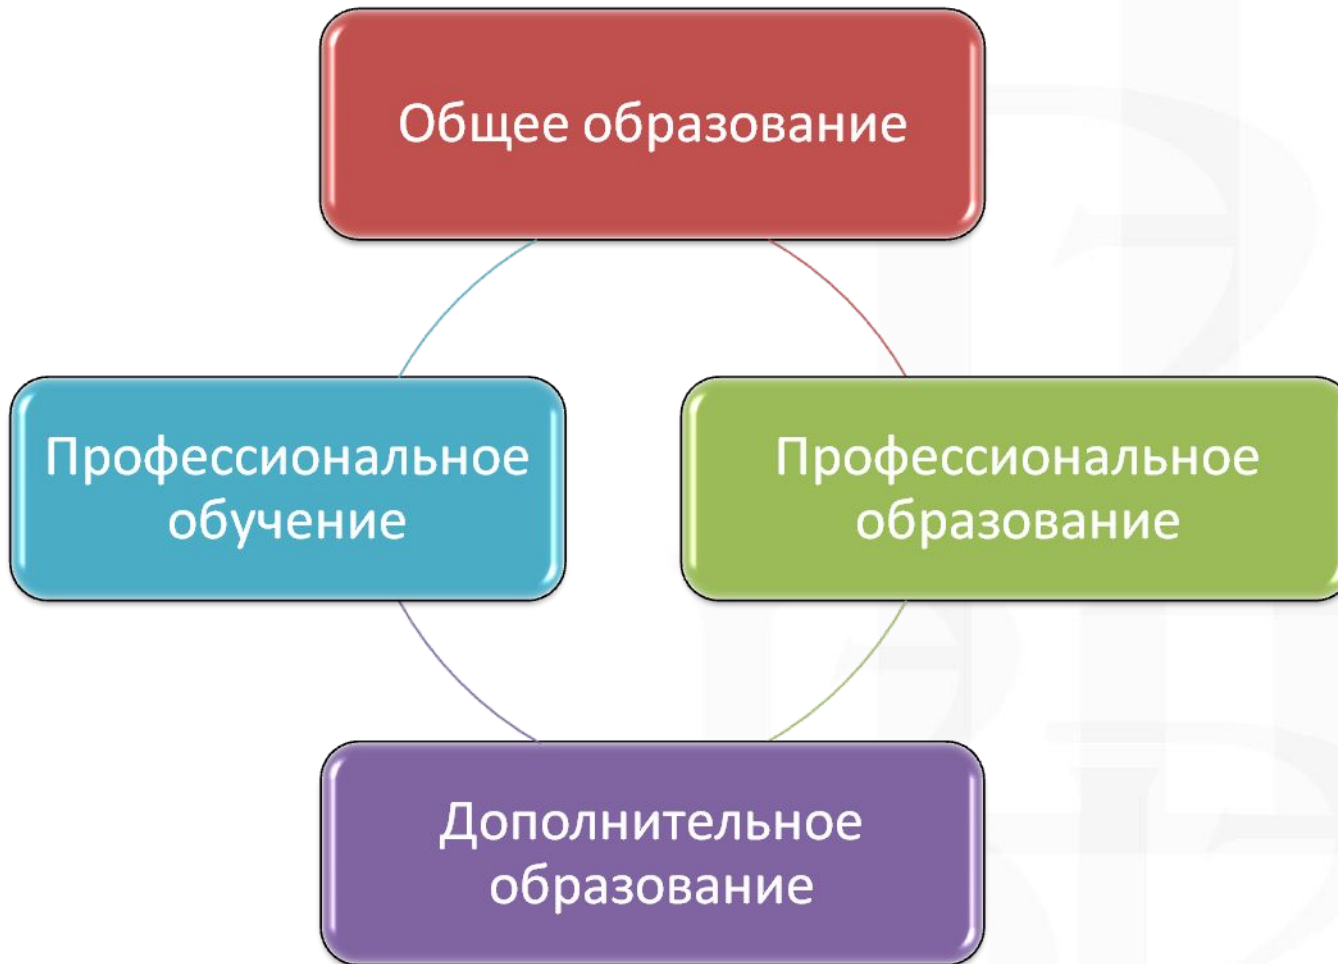 Общее образование
Профессиональное
обучение
Профессиональное
образование
Дополнительное
образование